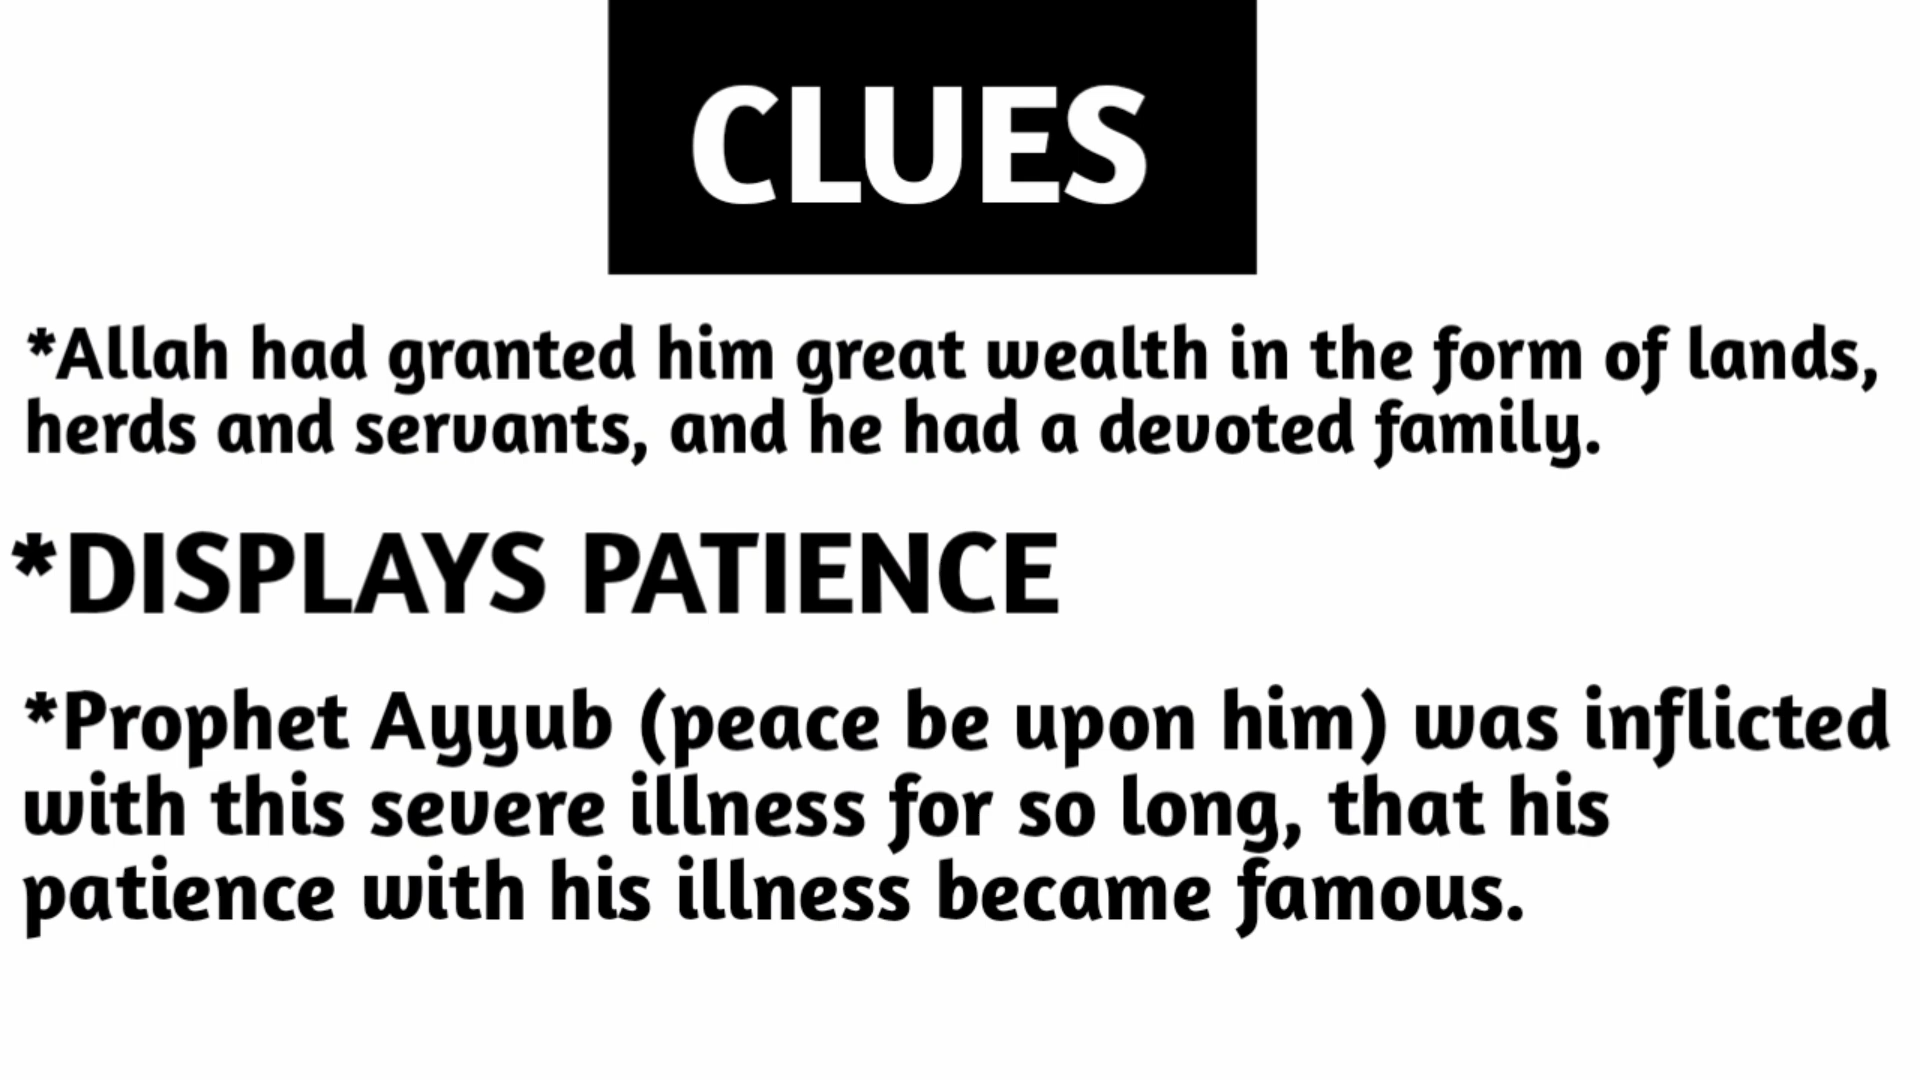 CLUES
*Allah had granted him great wealth in the form of lands,
herds and servants, and he had a devoted family.
*DISPLAYS PATIENCE
*Prophet Ayyub (peace be upon him) was inflicted
with this severe illness for so long, that his
patience with his illness became famous.